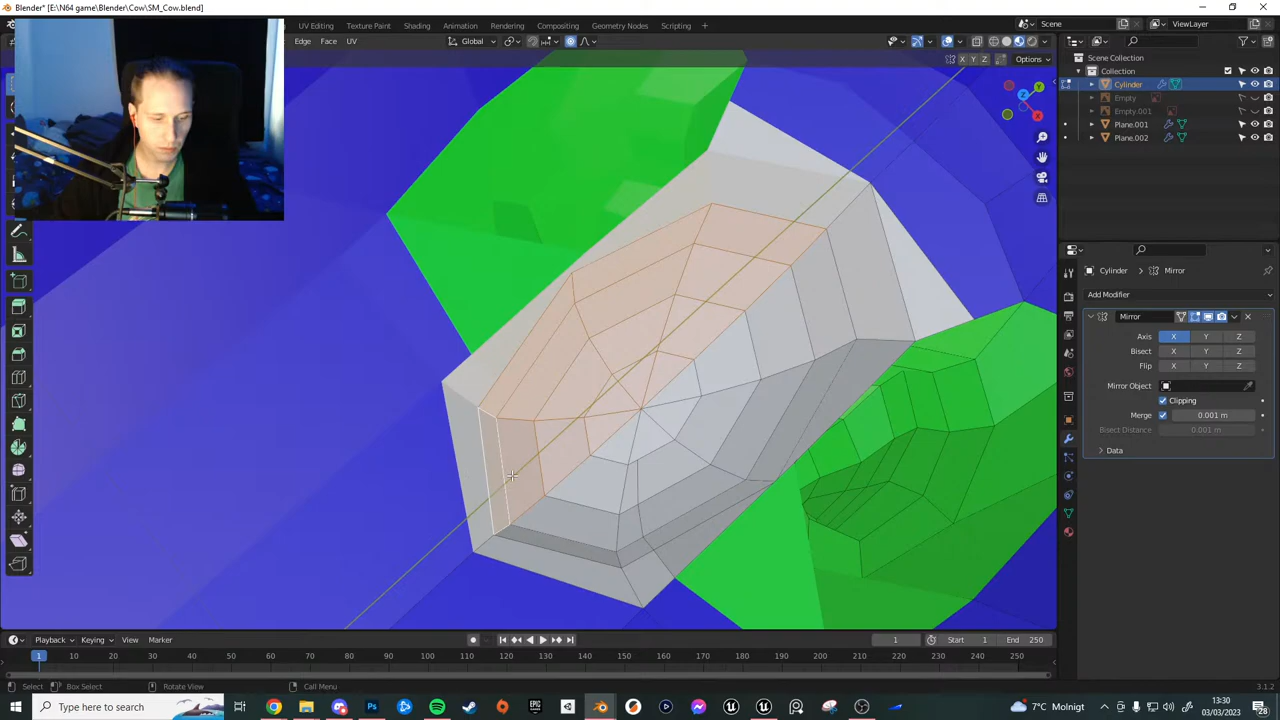 Blender* [E:\N64 game\Blender\Cow\SM_Cow.blend]
UV Editing Texture Paint Shading Animation Rendering Compositing Geometry Nodes Scripting
Scene ViewLayer
Edge Face UV Global
X Y Z Options
Scene Collection
Collection
Cylinder
Empty
Empty.001
Plane.001
Plane.002
Z Y X
Cylinder > Mirror
Add Modifier
Mirror
Axis X Y Z
Bisect X Y Z
Flip X Y Z
Mirror Object
Clipping
Merge 0.001 m
Bisect Distance 0.001 m
Data
Playback Keying View Marker 1 Start 1 End 250
1 10 20 30 40 50 60 70 80 90 100 110 120 130 140 150 160 170 180 190 200 210 220 230 240 250
Select Box Select Rotate View Call Menu 3.1.2
Type here to search
7°C Molnigt
13:30
03/03/2023